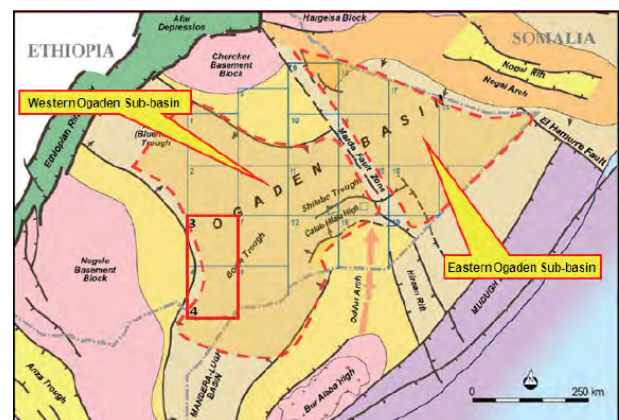 Afar
Depression
Hargeisa Block
ETHIOPIA
SOMALIA
Chercher
Basement
Block
Nogal Rift
Nogal Arch
Western Ogaden Sub-basin
Ethiopian Rift
Trough
Marda Fault Zone
El Hamurre Fault
OGADEN BASIN
Shilabo Trough
Calub Hilala High
Bodle Trough
3
4
Negele
Basement
Block
Eastern Ogaden Sub-basin
Oddur Arch
Hiraan Rift
MUDUGH
Anza Trough
MANDERA-LUGH
BASIN
Bur Acaba High
0 250 km